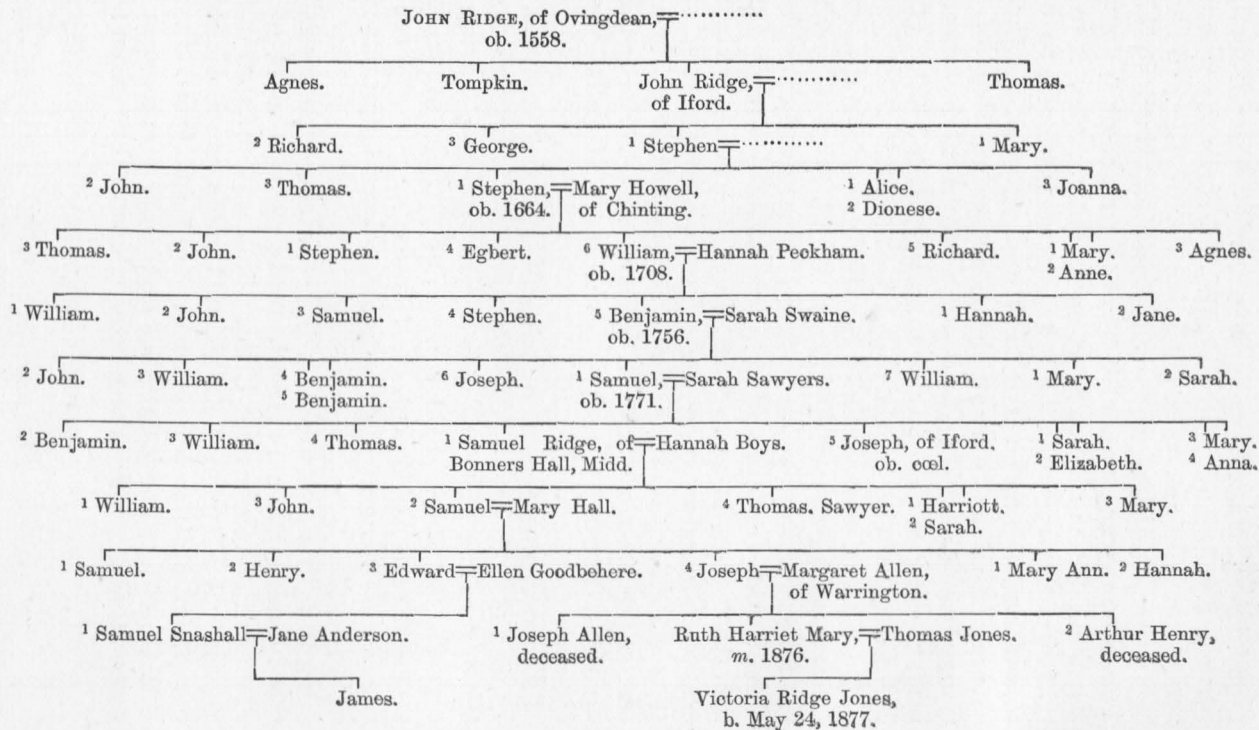 JOHN RIDGE, of Ovingdean,=..............
ob. 1558.
Agnes. Tompkin. John Ridge,=.............. Thomas.
of Iford.
² Richard. ³ George. ¹ Stephen=.............. ¹ Mary.
² John. ³ Thomas. ¹ Stephen,=Mary Howell, ¹ Alice. ³ Joanna.
ob. 1664. of Chinting. ² Dionese.
³ Thomas. ² John. ¹ Stephen. ⁴ Egbert. ⁶ William,=Hannah Peckham. ⁵ Richard. ¹ Mary. ³ Agnes.
ob. 1708. ² Anne.
¹ William. ² John. ³ Samuel. ⁴ Stephen. ⁵ Benjamin,=Sarah Swaine. ¹ Hannah. ² Jane.
ob. 1756.
² John. ³ William. ⁴ Benjamin. ⁶ Joseph. ¹ Samuel,=Sarah Sawyers. ⁷ William. ¹ Mary. ² Sarah.
⁵ Benjamin. ob. 1771.
² Benjamin. ³ William. ⁴ Thomas. ¹ Samuel Ridge, of=Hannah Boys. ⁵ Joseph, of Iford. ¹ Sarah. ³ Mary.
Bonners Hall, Midd. ob. cœl. ² Elizabeth. ⁴ Anna.
¹ William. ³ John. ² Samuel=Mary Hall. ⁴ Thomas. Sawyer. ¹ Harriott. ³ Mary.
² Sarah.
¹ Samuel. ² Henry. ³ Edward=Ellen Goodbehere. ⁴ Joseph=Margaret Allen, ¹ Mary Ann. ² Hannah.
of Warrington.
¹ Samuel Snashall=Jane Anderson. ¹ Joseph Allen, Ruth Harriet Mary,=Thomas Jones. ² Arthur Henry,
deceased. m. 1876. deceased.
James. Victoria Ridge Jones,
b. May 24, 1877.